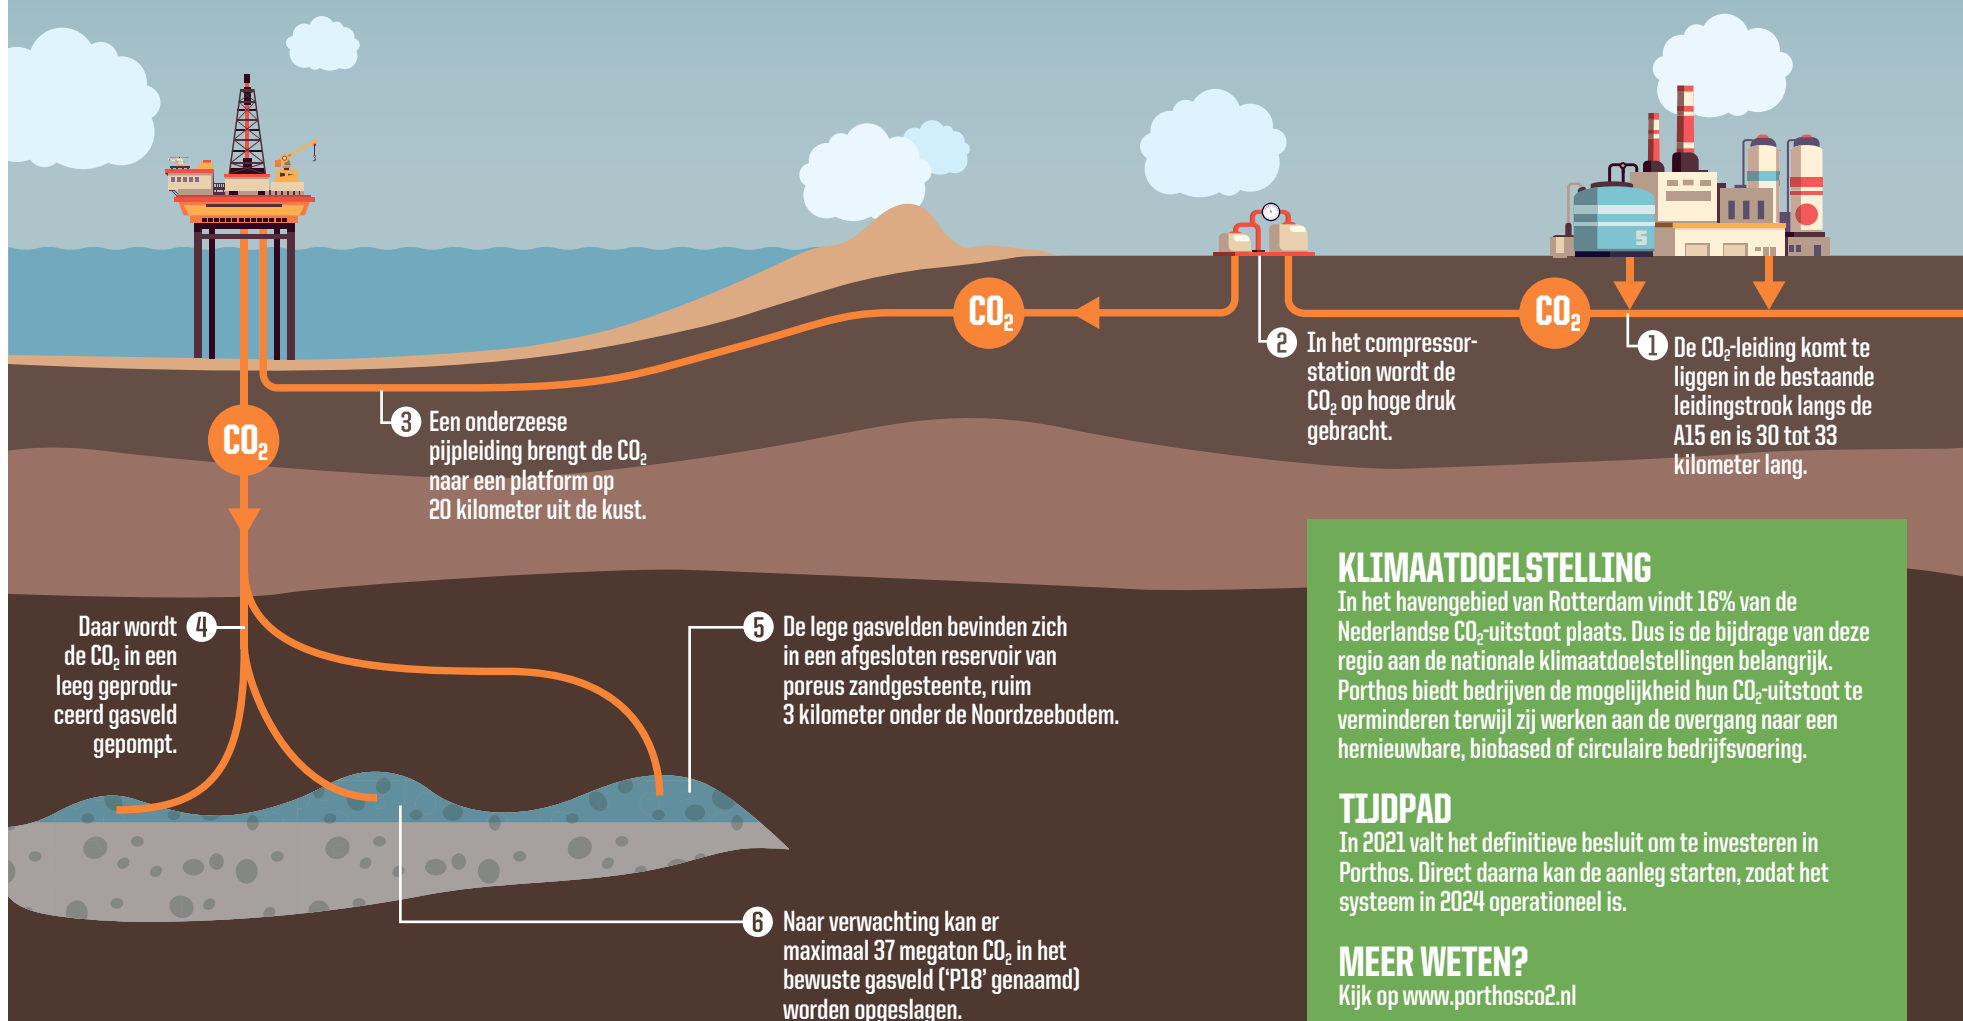 CO₂
CO₂
CO₂
5
1
De CO₂-leiding komt te
liggen in de bestaande
leidingstrook langs de
A15 en is 30 tot 33
kilometer lang.
2
In het compressor-
station wordt de
CO₂ op hoge druk
gebracht.
3
Een onderzeese
pijpleiding brengt de CO₂
naar een platform op
20 kilometer uit de kust.
4
Daar wordt
de CO₂ in een
leeg geprodu-
ceerd gasveld
gepompt.
5
De lege gasvelden bevinden zich
in een afgesloten reservoir van
poreus zandgesteente, ruim
3 kilometer onder de Noordzeebodem.
6
Naar verwachting kan er
maximaal 37 megaton CO₂ in het
bewuste gasveld (‘P18’ genaamd)
worden opgeslagen.
KLIMAATDOELSTELLING
In het havengebied van Rotterdam vindt 16% van de
Nederlandse CO₂-uitstoot plaats. Dus is de bijdrage van deze
regio aan de nationale klimaatdoelstellingen belangrijk.
Porthos biedt bedrijven de mogelijkheid hun CO₂-uitstoot te
verminderen terwijl zij werken aan de overgang naar een
hernieuwbare, biobased of circulaire bedrijfsvoering.
TIJDPAD
In 2021 valt het definitieve besluit om te investeren in
Porthos. Direct daarna kan de aanleg starten, zodat het
systeem in 2024 operationeel is.
MEER WETEN?
Kijk op www.porthosco2.nl